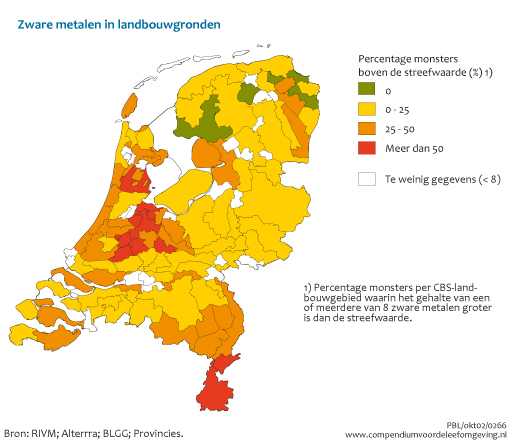 Zware metalen in landbouwgronden
Percentage monsters
boven de streefwaarde (%) 1)
0
0 - 25
25 - 50
Meer dan 50
Te weinig gegevens (< 8)
1) Percentage monsters per CBS-land-
bouwgebied waarin het gehalte van een
of meerdere van 8 zware metalen groter
is dan de streefwaarde.
PBL/okt02/0266
Bron: RIVM; Alterrra; BLGG; Provincies.
www.compendiumvoordeleefomgeving.nl